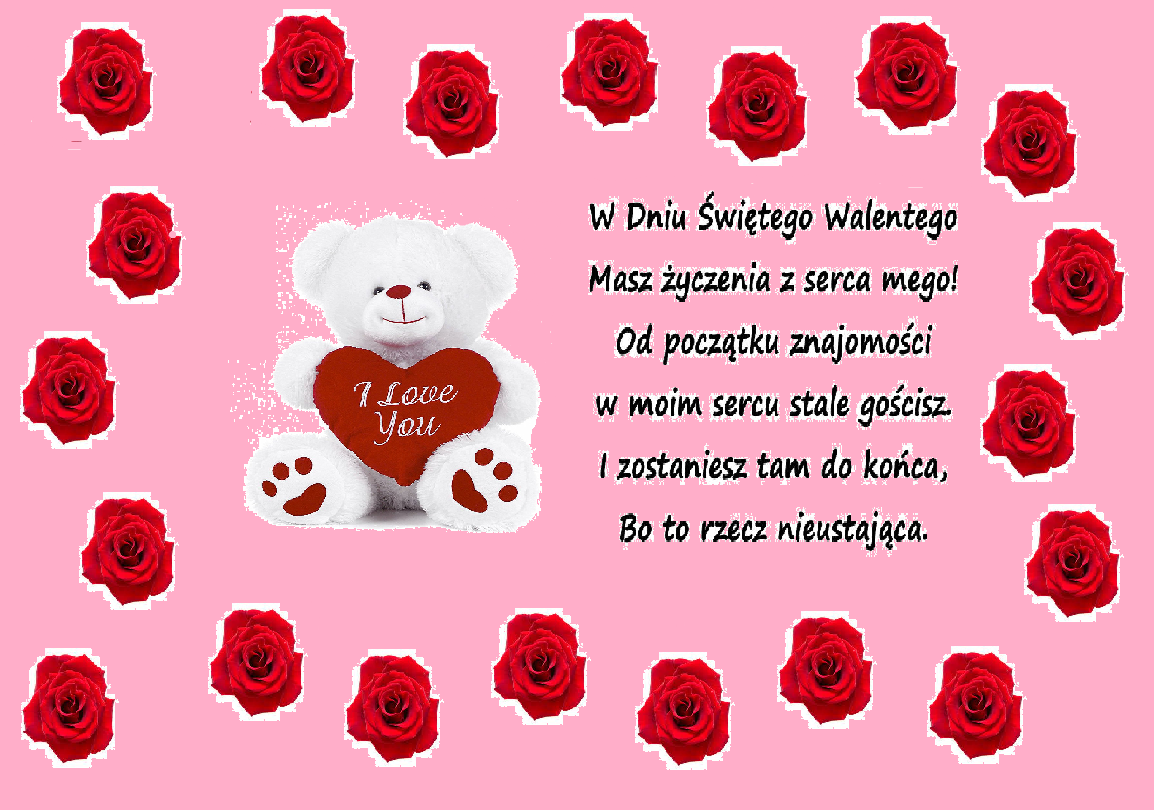 I Love
You
W Dniu Świętego Walentego
Masz życzenia z serca mego!
Od początku znajomości
w moim sercu stale gościsz.
I zostaniesz tam do końca,
Bo to rzecz nieustająca.